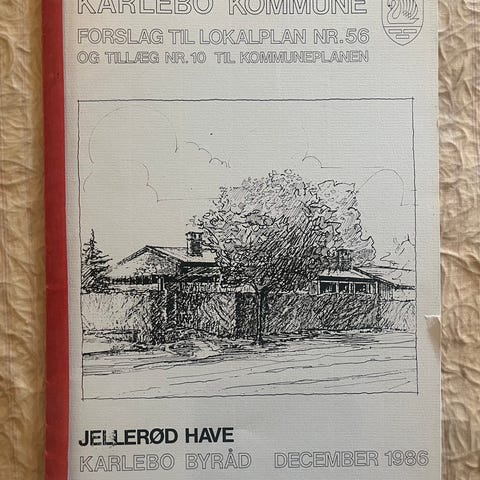 KARLEBO KOMMUNE
FORSLAG TIL LOKALPLAN NR. 56
OG TILLÆG NR. 10 TIL KOMMUNEPLANEN
JELLERØD HAVE
KARLEBO BYRÅD DECEMBER 1986